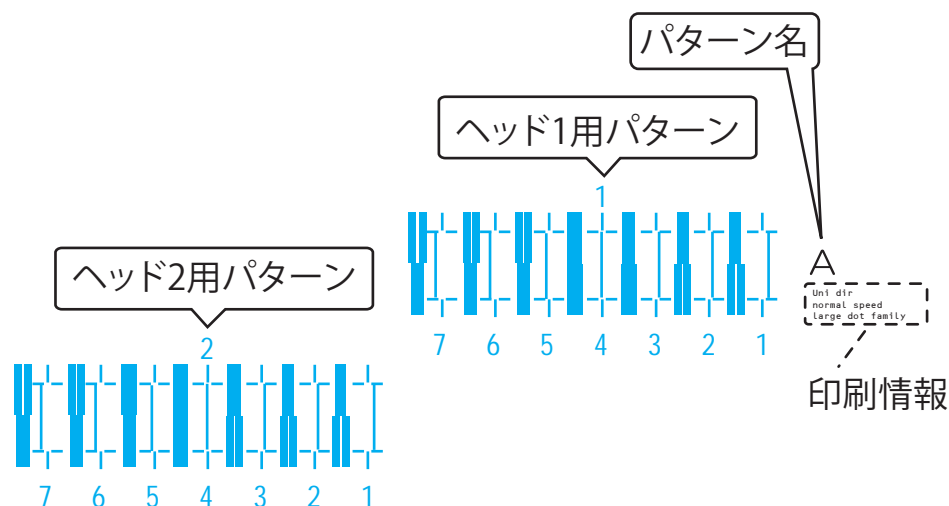 パターン名
ヘッド1用パターン
1
A
Uni dir
normal speed
large dot family
7 6 5 4 3 2 1
印刷情報
ヘッド2用パターン
2
7 6 5 4 3 2 1